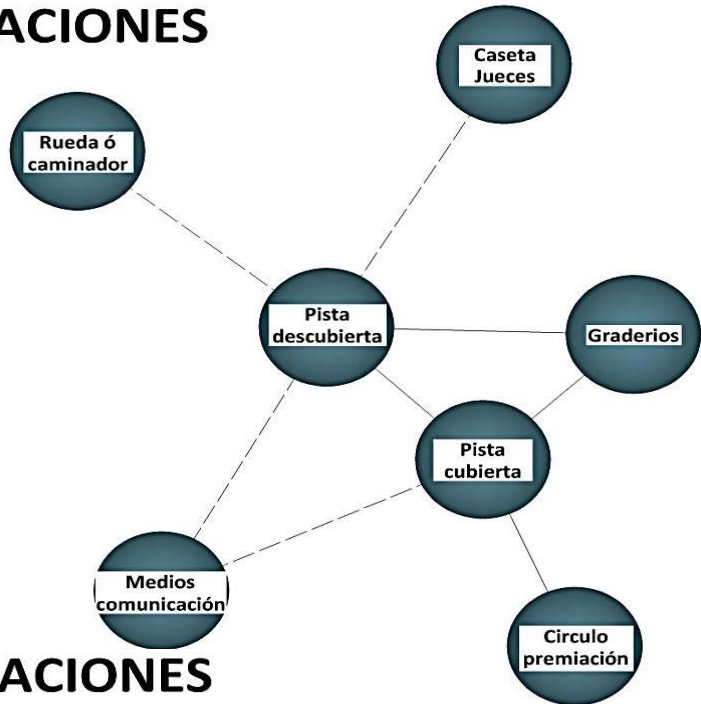 ACIONES
Caseta
Jueces
Rueda ó
caminador
Pista
descubierta
Graderios
Pista
cubierta
Medios
comunicación
Circulo
premiación
ACIONES